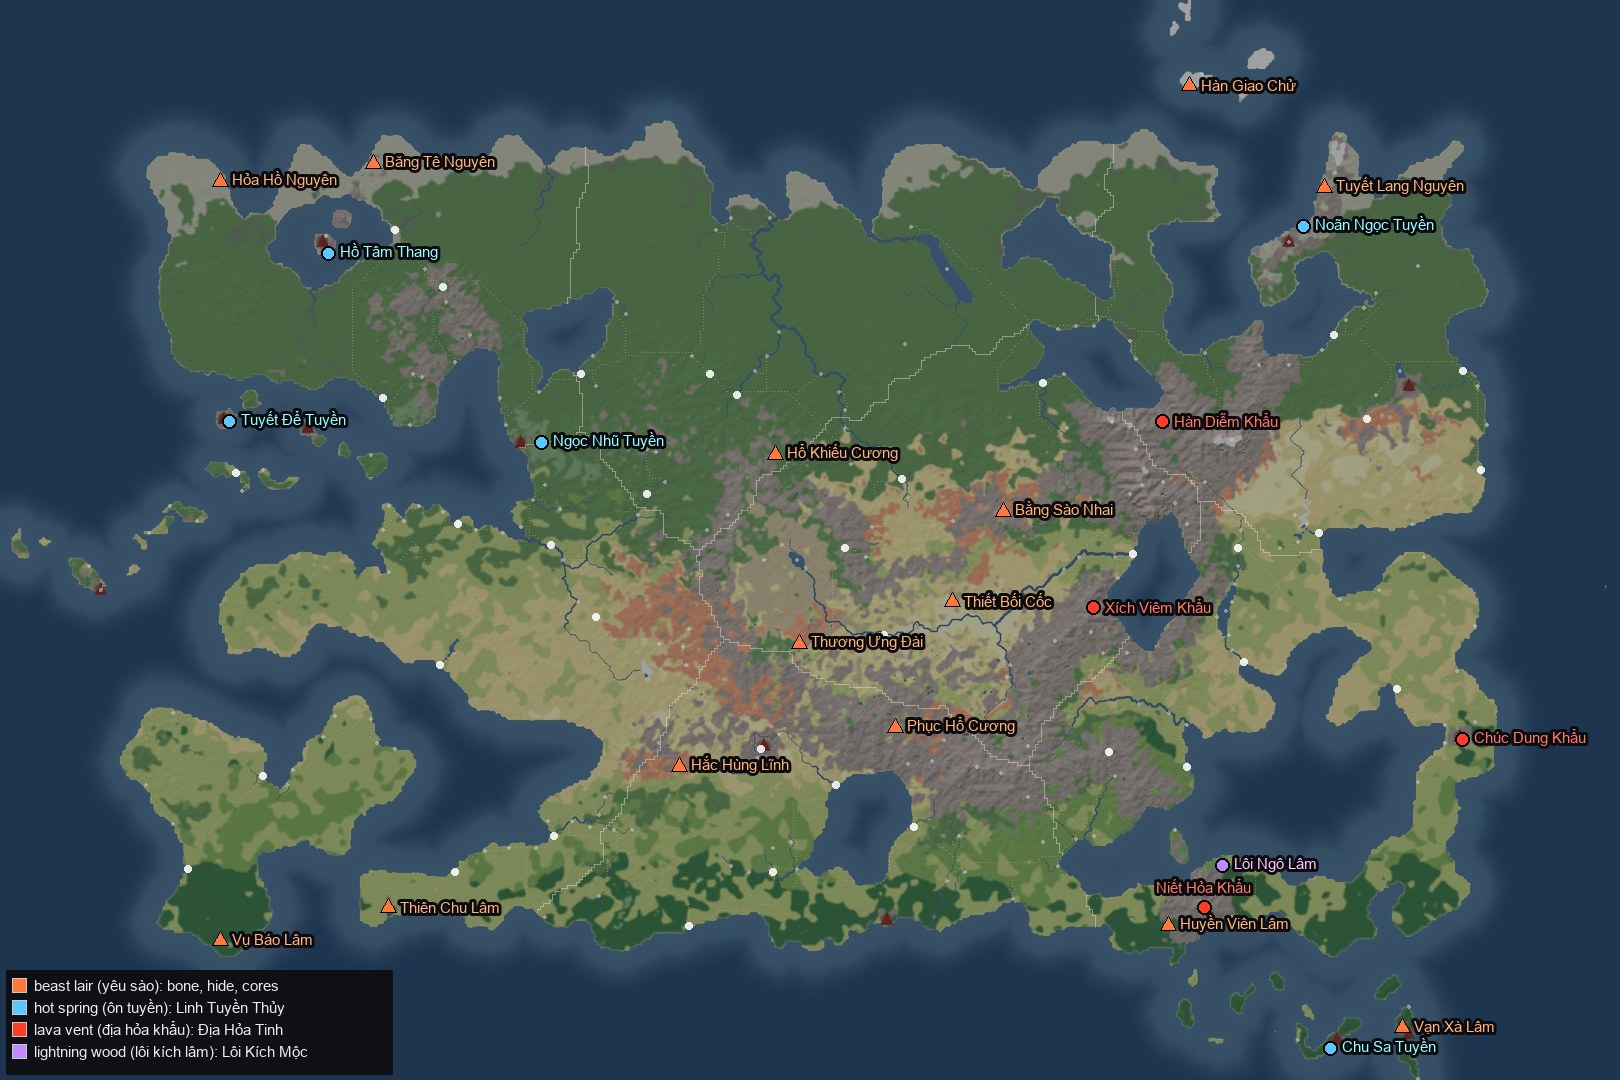 Hàn Giao Chử
Băng Tê Nguyên
Hỏa Hồ Nguyên
Tuyết Lang Nguyên
Noãn Ngọc Tuyền
Hồ Tâm Thang
Tuyết Để Tuyền
Hàn Diễm Khẩu
Ngọc Nhũ Tuyền
Hổ Khiếu Cương
Bằng Sào Nhai
Thiết Bối Cốc
Xích Viêm Khẩu
Thương Ưng Đài
Phục Hổ Cương
Chúc Dung Khẩu
Hắc Hùng Lĩnh
Lôi Ngô Lâm
Niết Hỏa Khẩu
Thiên Chu Lâm
Huyền Viên Lâm
Vụ Báo Lâm
Vạn Xà Lâm
Chu Sa Tuyền
beast lair (yêu sào): bone, hide, cores
hot spring (ôn tuyền): Linh Tuyền Thủy
lava vent (địa hỏa khẩu): Địa Hỏa Tinh
lightning wood (lôi kích lâm): Lôi Kích Mộc